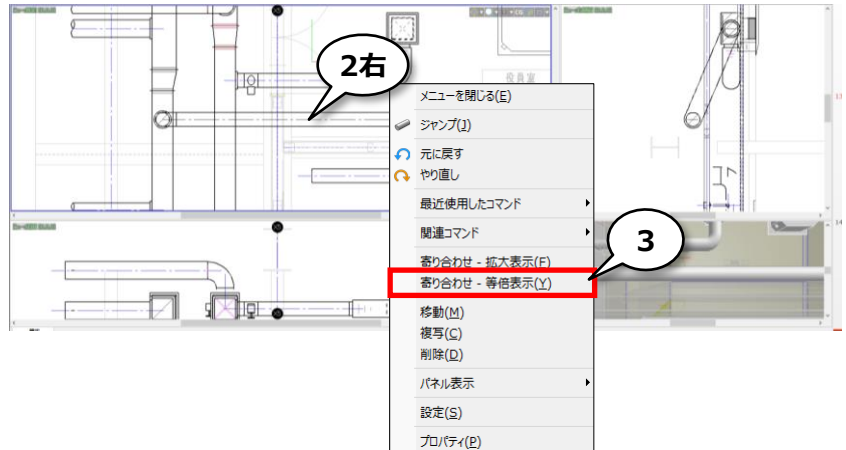 2右
役員室
メニューを閉じる(E)
ジャンプ(J)
元に戻す
やり直し
最近使用したコマンド
関連コマンド
寄り合わせ - 拡大表示(F)
寄り合わせ - 等倍表示(Y)
3
移動(M)
複写(C)
削除(D)
パネル表示
設定(S)
プロパティ(P)